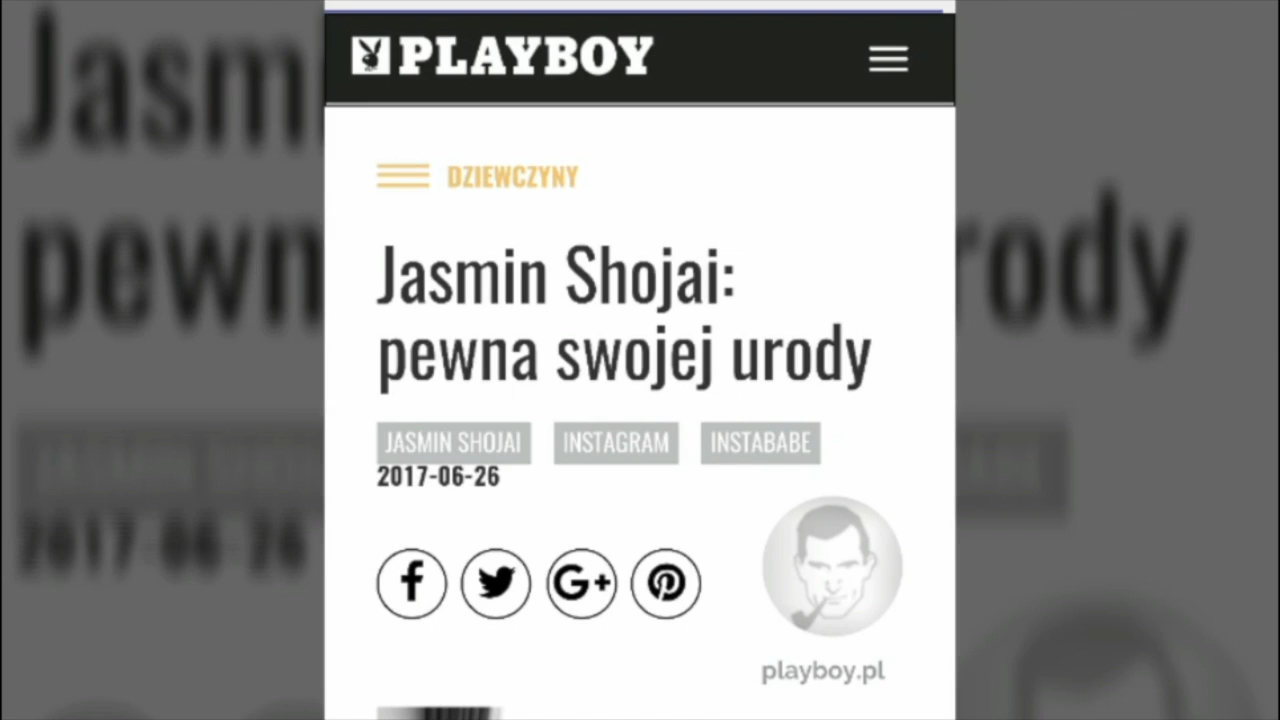 PLAYBOY
DZIEWCZYNY
Jasmin Shojai:
pewna swojej urody
JASMIN SHOJAI INSTAGRAM INSTABABE
2017-06-26
playboy.pl